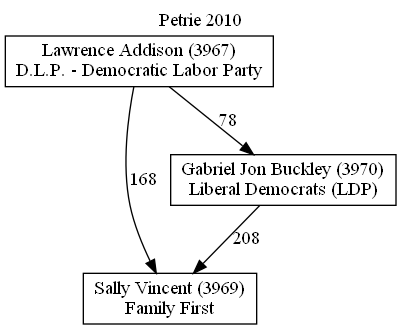 Petrie 2010
Lawrence Addison (3967)
D.L.P. - Democratic Labor Party
78
Gabriel Jon Buckley (3970)
Liberal Democrats (LDP)
168
208
Sally Vincent (3969)
Family First